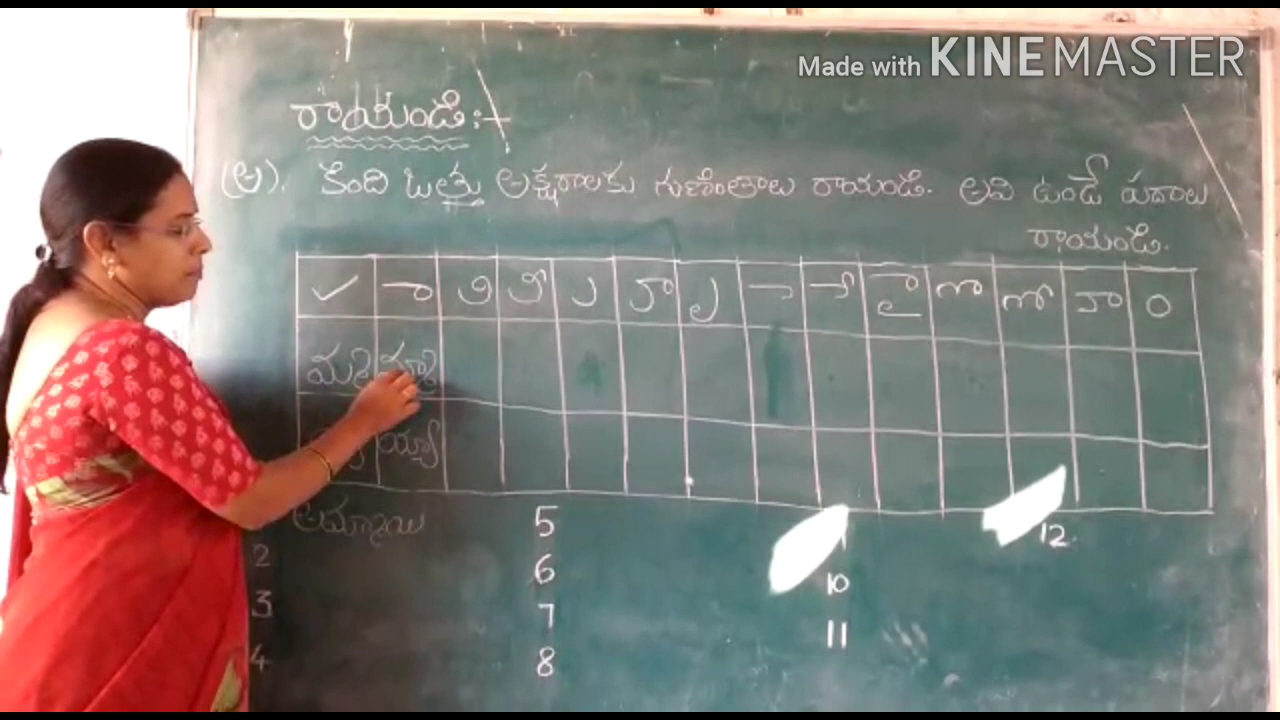 Made with KINEMASTER
రాయండి:-
(అ). కింది ఒత్తు అక్షరాలకు గుణింతాలు రాయండి. అవి ఉండే పదాలు
రాయండి.
✓ ా ి ీ ు ూ ృ ె ే ై ొ ో ౌ ం
5
2 6 10 12.
3 7 11
4 8